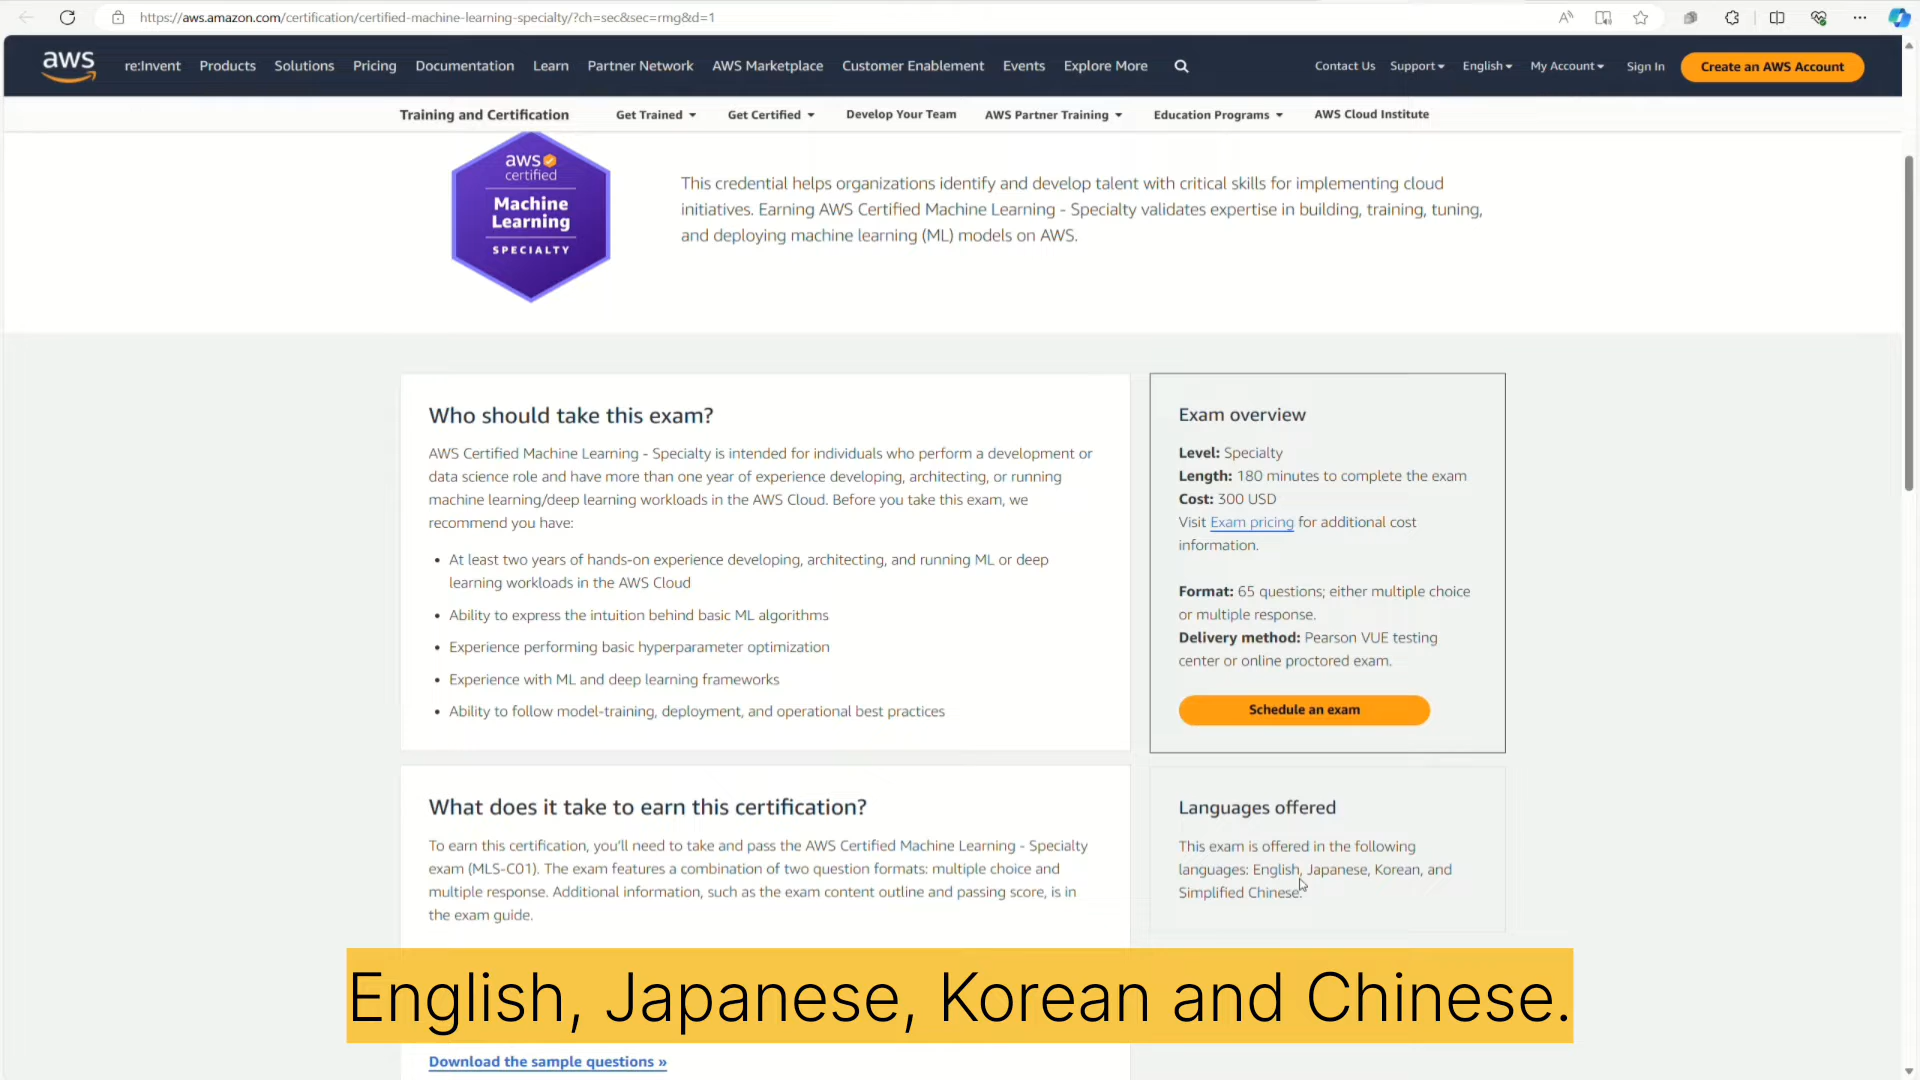 https://aws.amazon.com/certification/certified-machine-learning-specialty/?ch=sec&sec=rmg&d=1
aws
re:Invent Products Solutions Pricing Documentation Learn Partner Network AWS Marketplace Customer Enablement Events Explore More
Contact Us Support English My Account Sign In Create an AWS Account
Training and Certification Get Trained Get Certified Develop Your Team AWS Partner Training Education Programs AWS Cloud Institute
aws
certified
Machine
Learning
SPECIALTY
This credential helps organizations identify and develop talent with critical skills for implementing cloud
initiatives. Earning AWS Certified Machine Learning - Specialty validates expertise in building, training, tuning,
and deploying machine learning (ML) models on AWS.
Who should take this exam?
AWS Certified Machine Learning - Specialty is intended for individuals who perform a development or
data science role and have more than one year of experience developing, architecting, or running
machine learning/deep learning workloads in the AWS Cloud. Before you take this exam, we
recommend you have:
• At least two years of hands-on experience developing, architecting, and running ML or deep
learning workloads in the AWS Cloud
• Ability to express the intuition behind basic ML algorithms
• Experience performing basic hyperparameter optimization
• Experience with ML and deep learning frameworks
• Ability to follow model-training, deployment, and operational best practices
Exam overview
Level: Specialty
Length: 180 minutes to complete the exam
Cost: 300 USD
Visit Exam pricing for additional cost
information.
Format: 65 questions; either multiple choice
or multiple response.
Delivery method: Pearson VUE testing
center or online proctored exam.
Schedule an exam
What does it take to earn this certification?
To earn this certification, you'll need to take and pass the AWS Certified Machine Learning - Specialty
exam (MLS-C01). The exam features a combination of two question formats: multiple choice and
multiple response. Additional information, such as the exam content outline and passing score, is in
the exam guide.
Languages offered
This exam is offered in the following
languages: English, Japanese, Korean, and
Simplified Chinese.
English, Japanese, Korean and Chinese.
Download the sample questions »